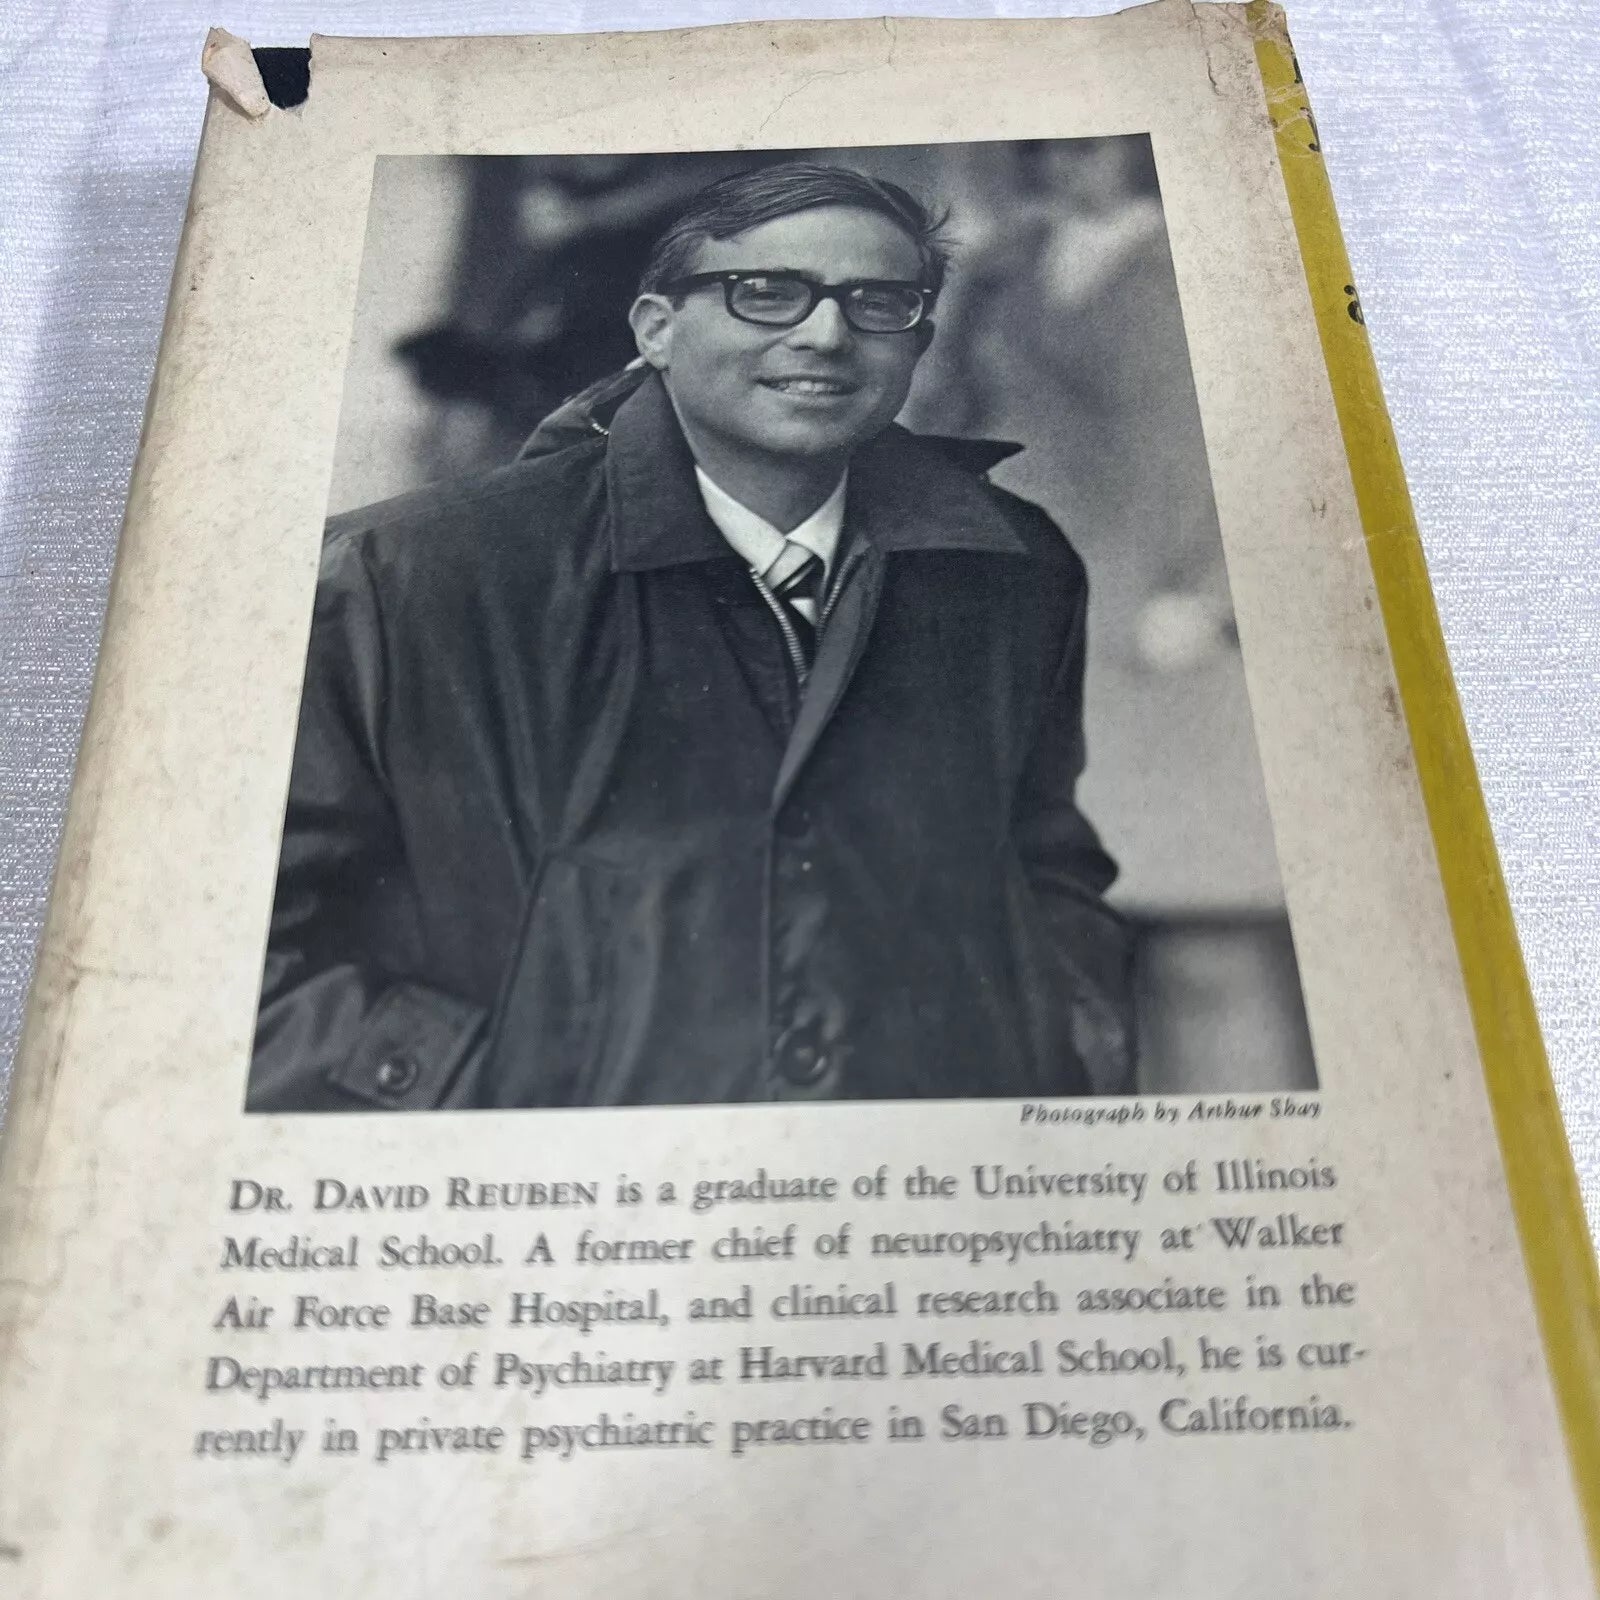 Photograph by Arthur Shay
DR. DAVID REUBEN is a graduate of the University of Illinois
Medical School. A former chief of neuropsychiatry at Walker
Air Force Base Hospital, and clinical research associate in the
Department of Psychiatry at Harvard Medical School, he is cur-
rently in private psychiatric practice in San Diego, California.